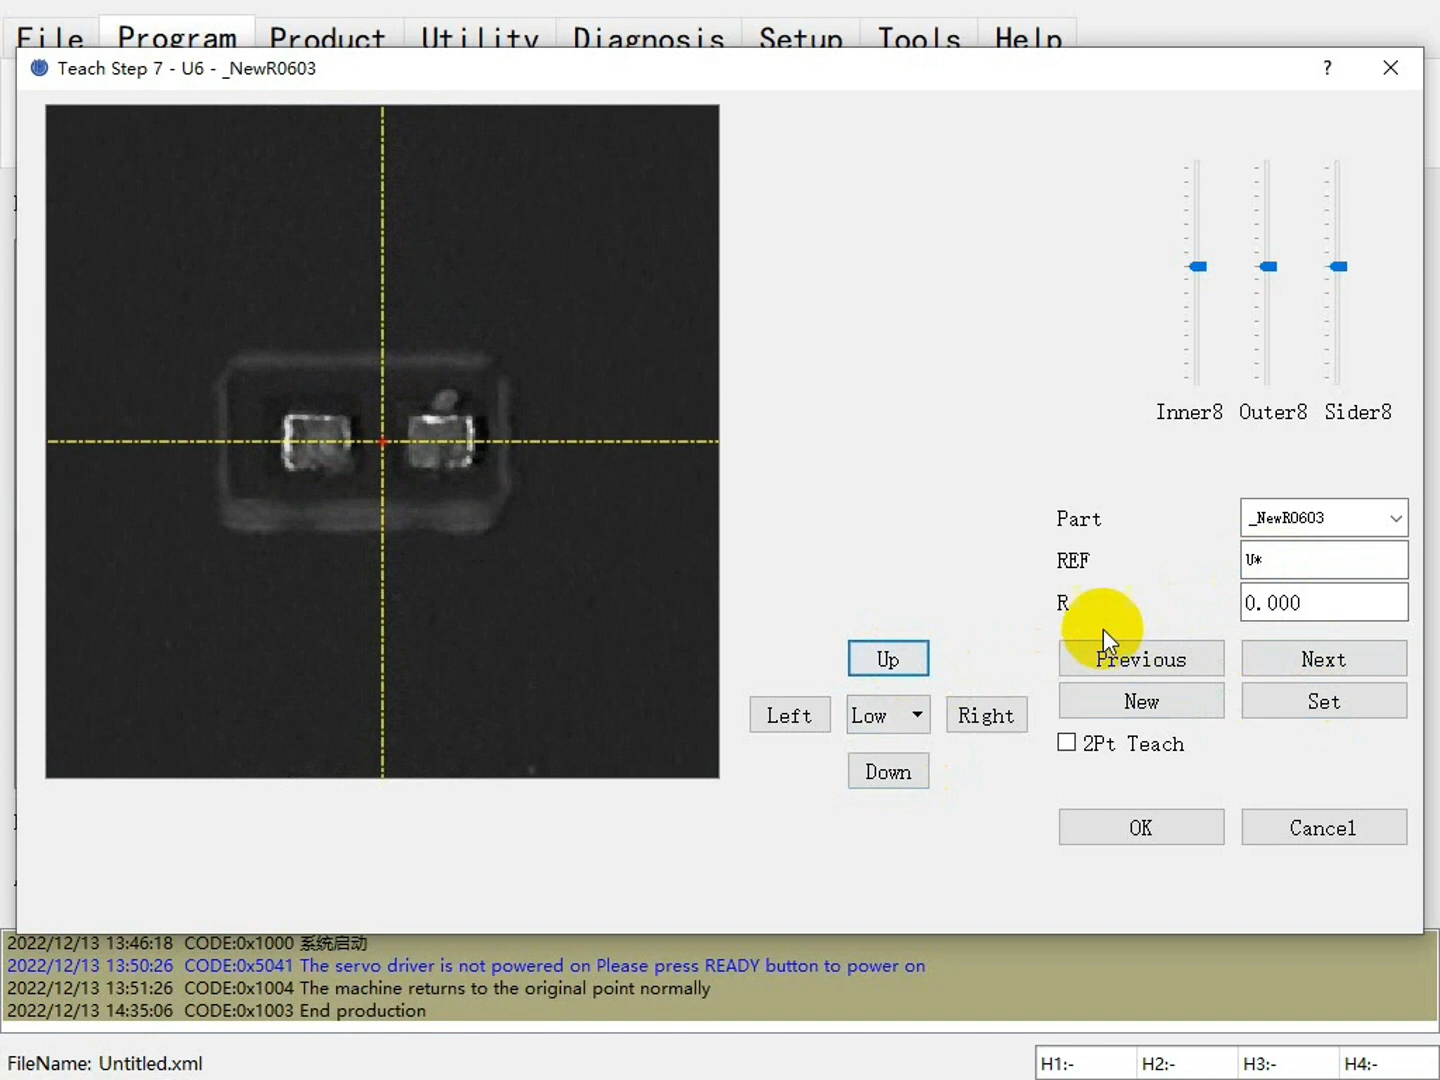 File Program Product Utility Diagnosis Setup Tools Help
Teach Step 7 - U6 - _NewR0603 ?
Inner8 Outer8 Sider8
Part _NewR0603
REF U*
R 0.000
Up Previous Next
Left Low Right New Set
2Pt Teach
Down
OK Cancel
2022/12/13 13:46:18 CODE:0x1000 系统启动
2022/12/13 13:50:26 CODE:0x5041 The servo driver is not powered on Please press READY button to power on
2022/12/13 13:51:26 CODE:0x1004 The machine returns to the original point normally
2022/12/13 14:35:06 CODE:0x1003 End production
FileName: Untitled.xml H1:- H2:- H3:- H4:-